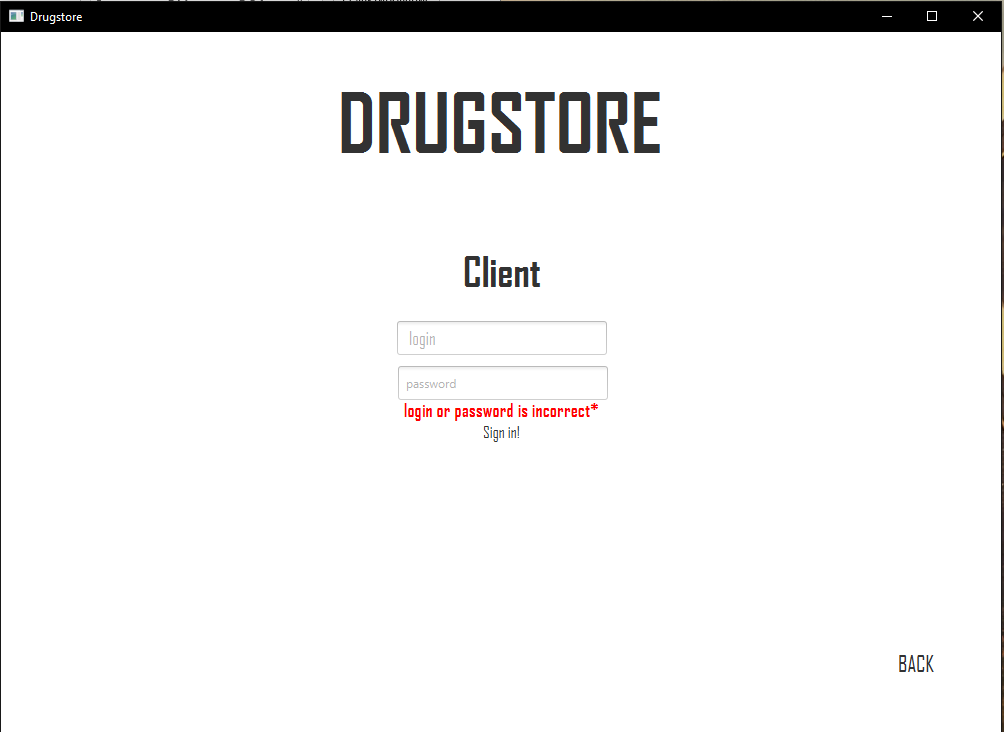 Drugstore
DRUGSTORE
Client
login
password
login or password is incorrect*
Sign in!
BACK